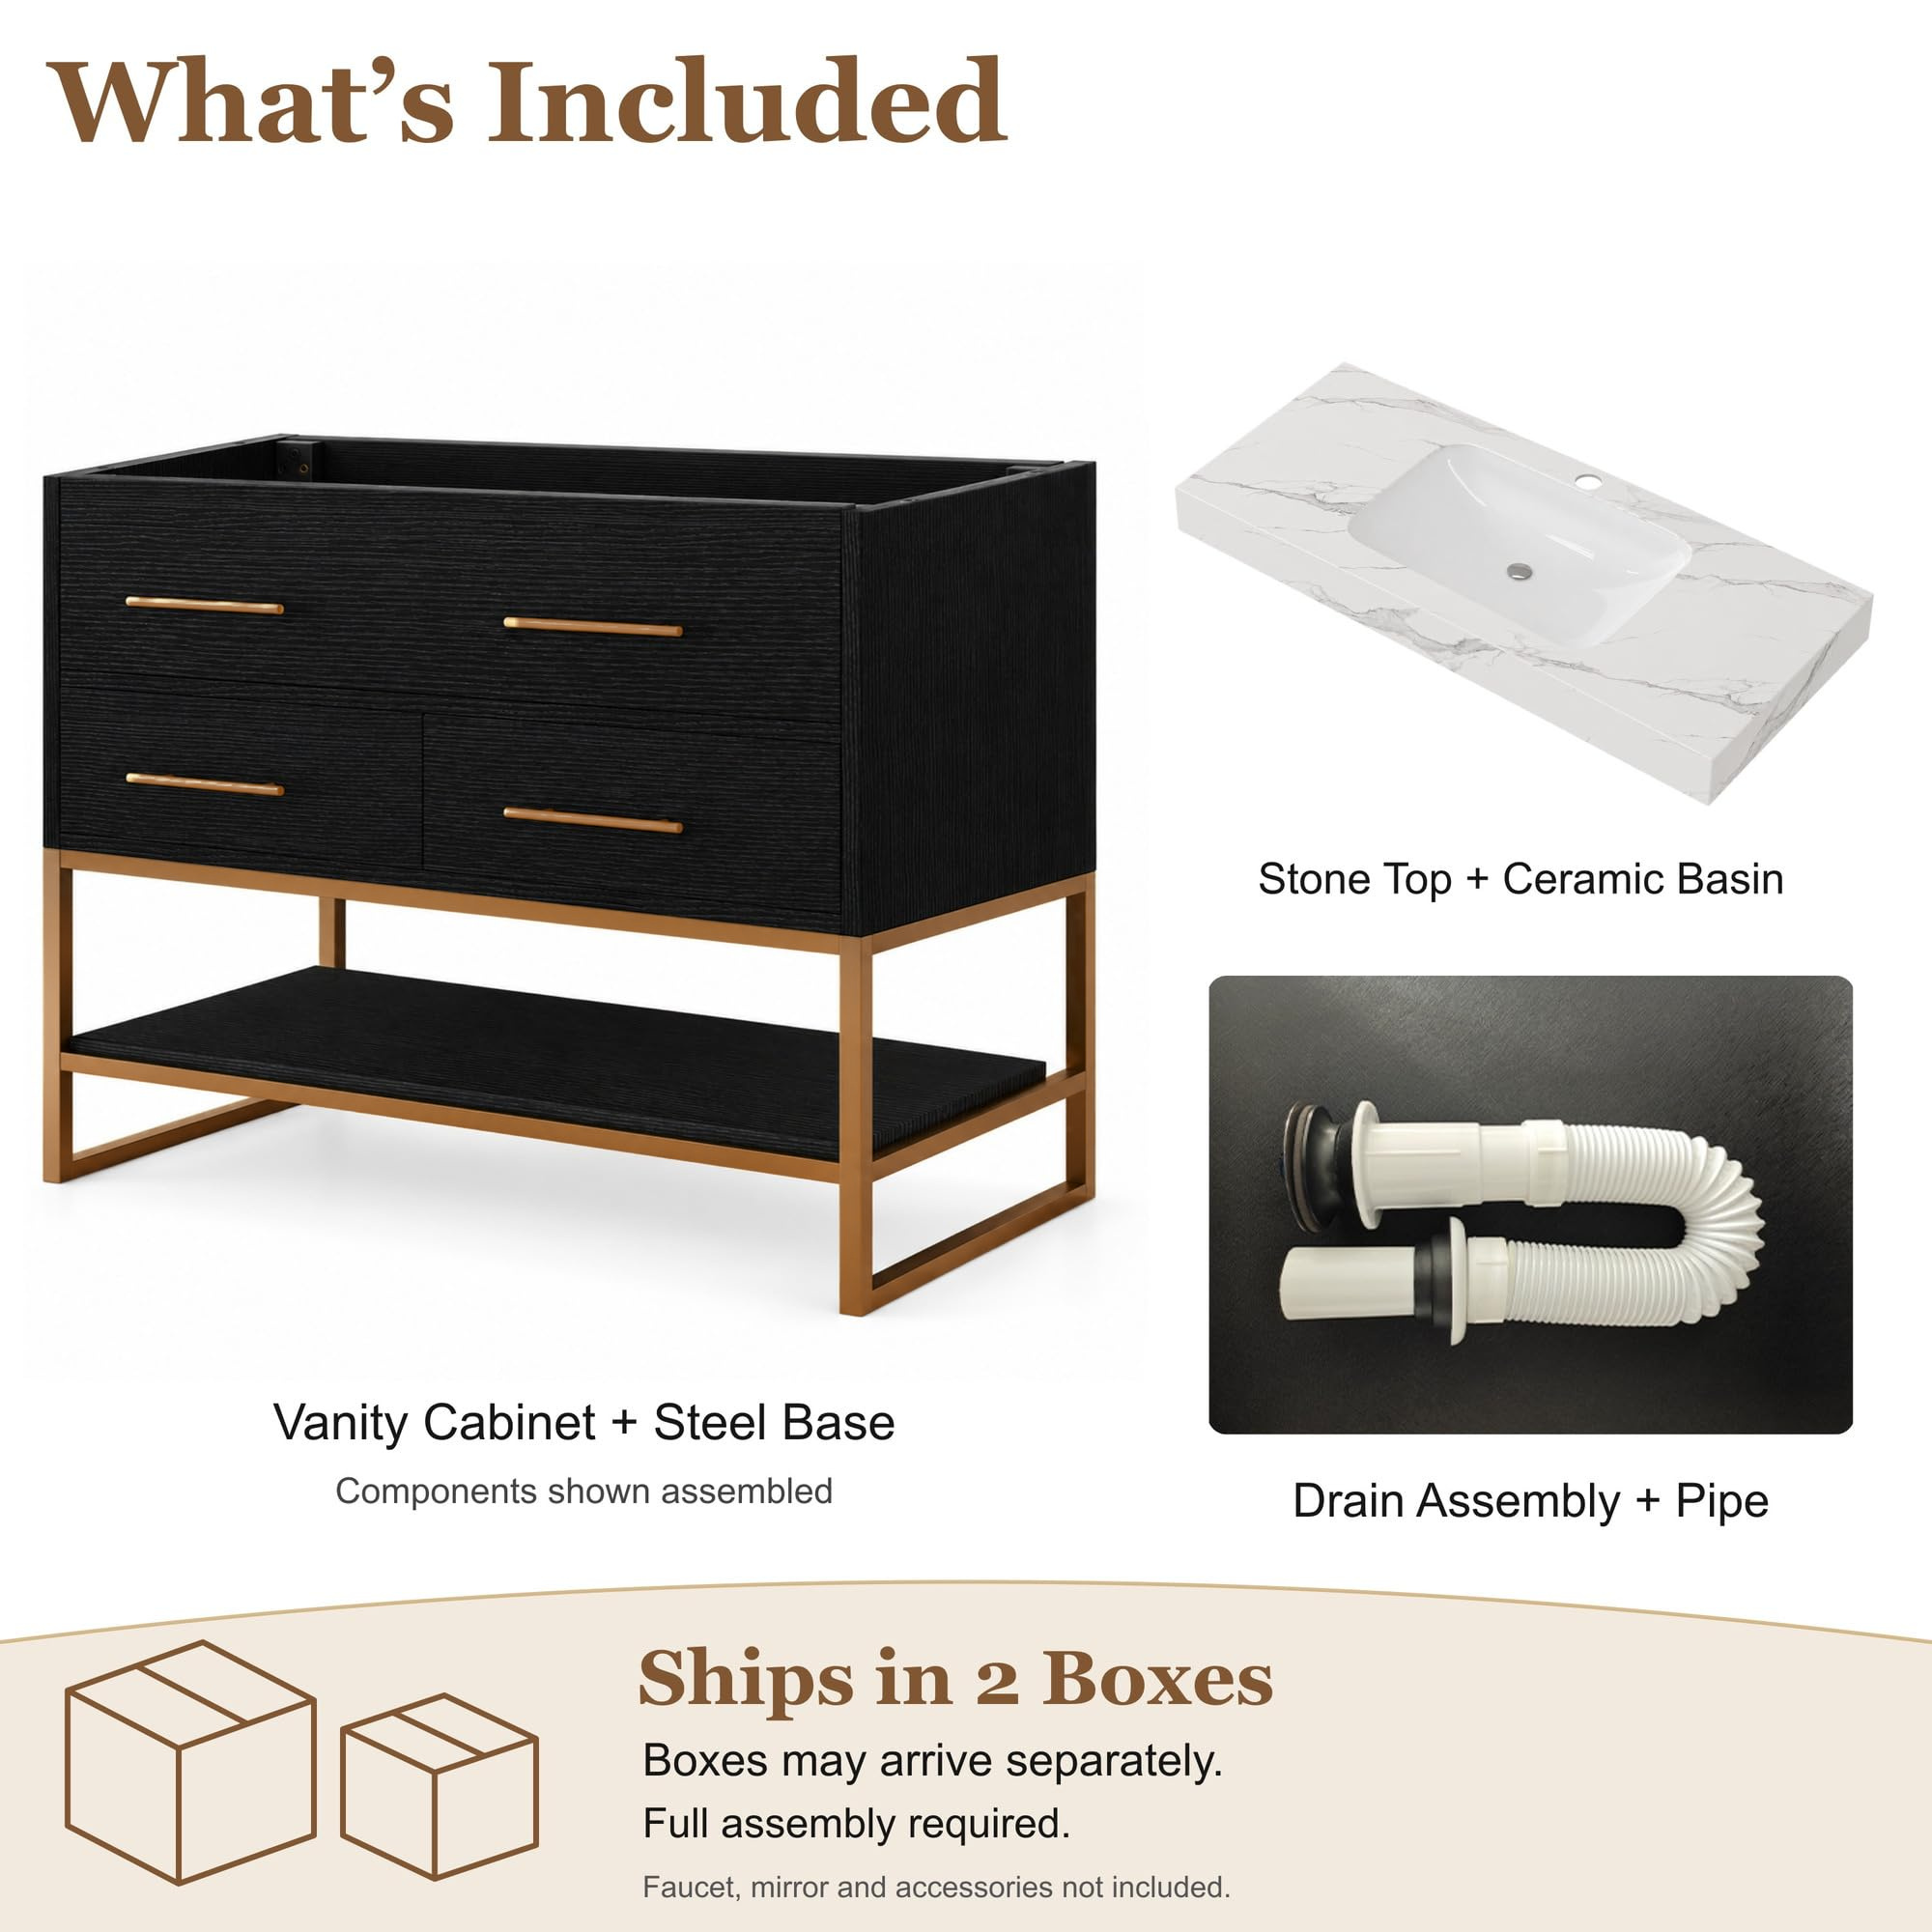 What’s Included
Stone Top + Ceramic Basin
Vanity Cabinet + Steel Base
Components shown assembled
Drain Assembly + Pipe
Ships in 2 Boxes
Boxes may arrive separately.
Full assembly required.
Faucet, mirror and accessories not included.